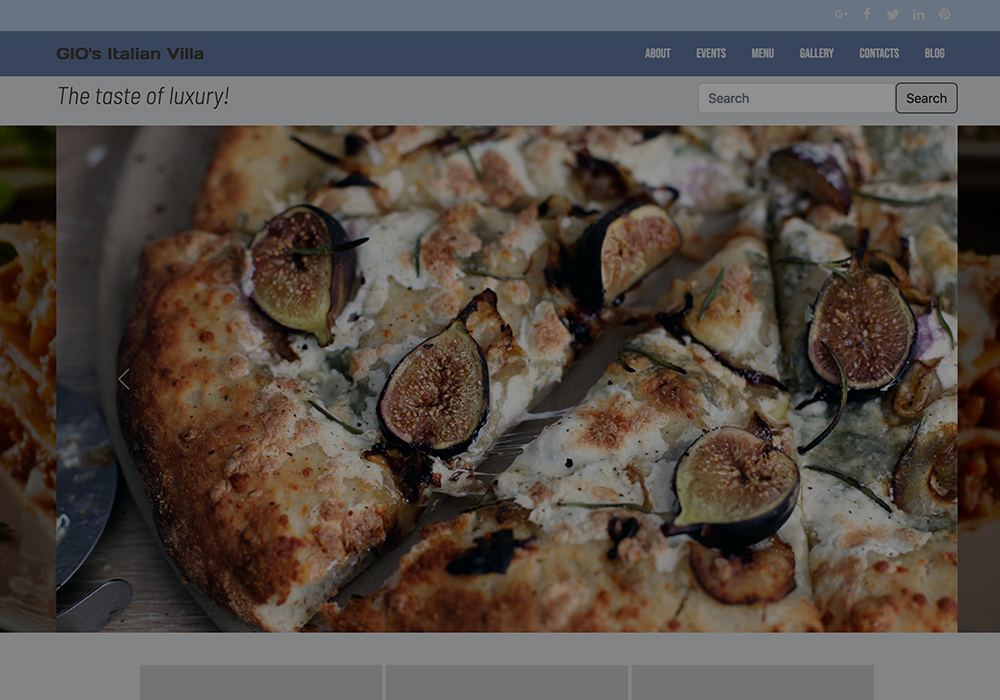 GIO's Italian Villa
ABOUT EVENTS MENU GALLERY CONTACTS BLOG
The taste of luxury!
Search Search